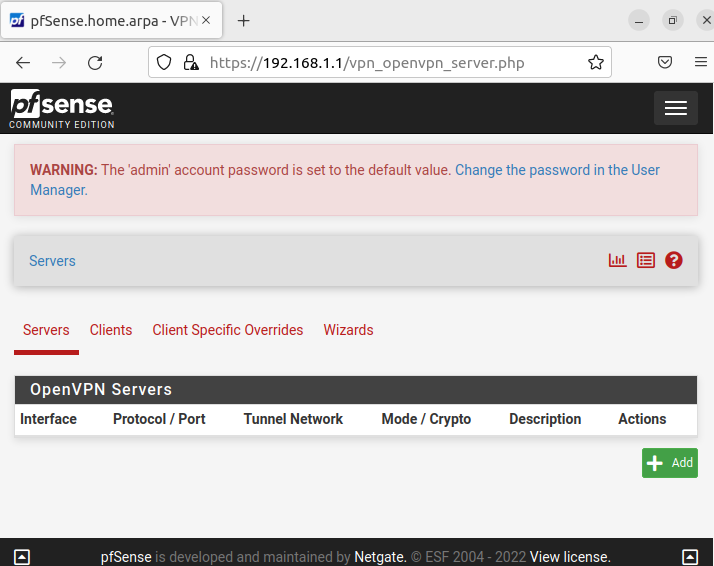 pfSense.home.arpa - VPN
https://192.168.1.1/vpn_openvpn_server.php
pfsense
COMMUNITY EDITION
WARNING: The 'admin' account password is set to the default value. Change the password in the User
Manager.
Servers
Servers Clients Client Specific Overrides Wizards
OpenVPN Servers
Interface Protocol / Port Tunnel Network Mode / Crypto Description Actions
Add
pfSense is developed and maintained by Netgate. © ESF 2004 - 2022 View license.